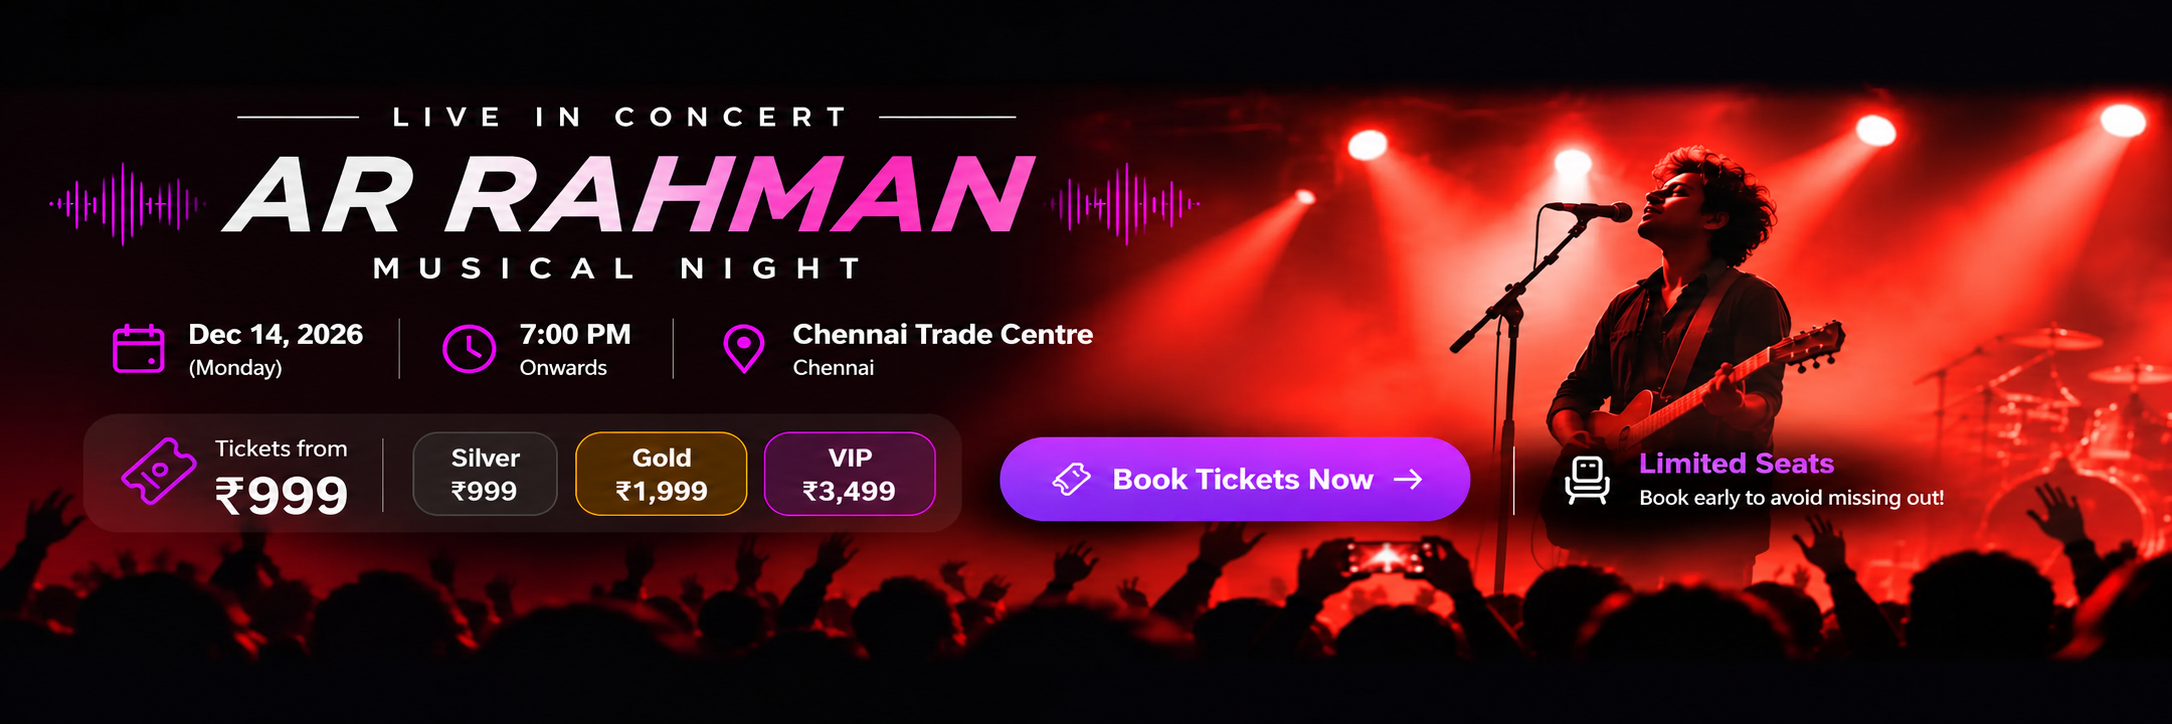 LIVE IN CONCERT
AR RAHMAN
MUSICAL NIGHT
Dec 14, 2026
(Monday)
7:00 PM
Onwards
Chennai Trade Centre
Chennai
Tickets from
₹999
Silver
₹999
Gold
₹1,999
VIP
₹3,499
Book Tickets Now →
Limited Seats
Book early to avoid missing out!